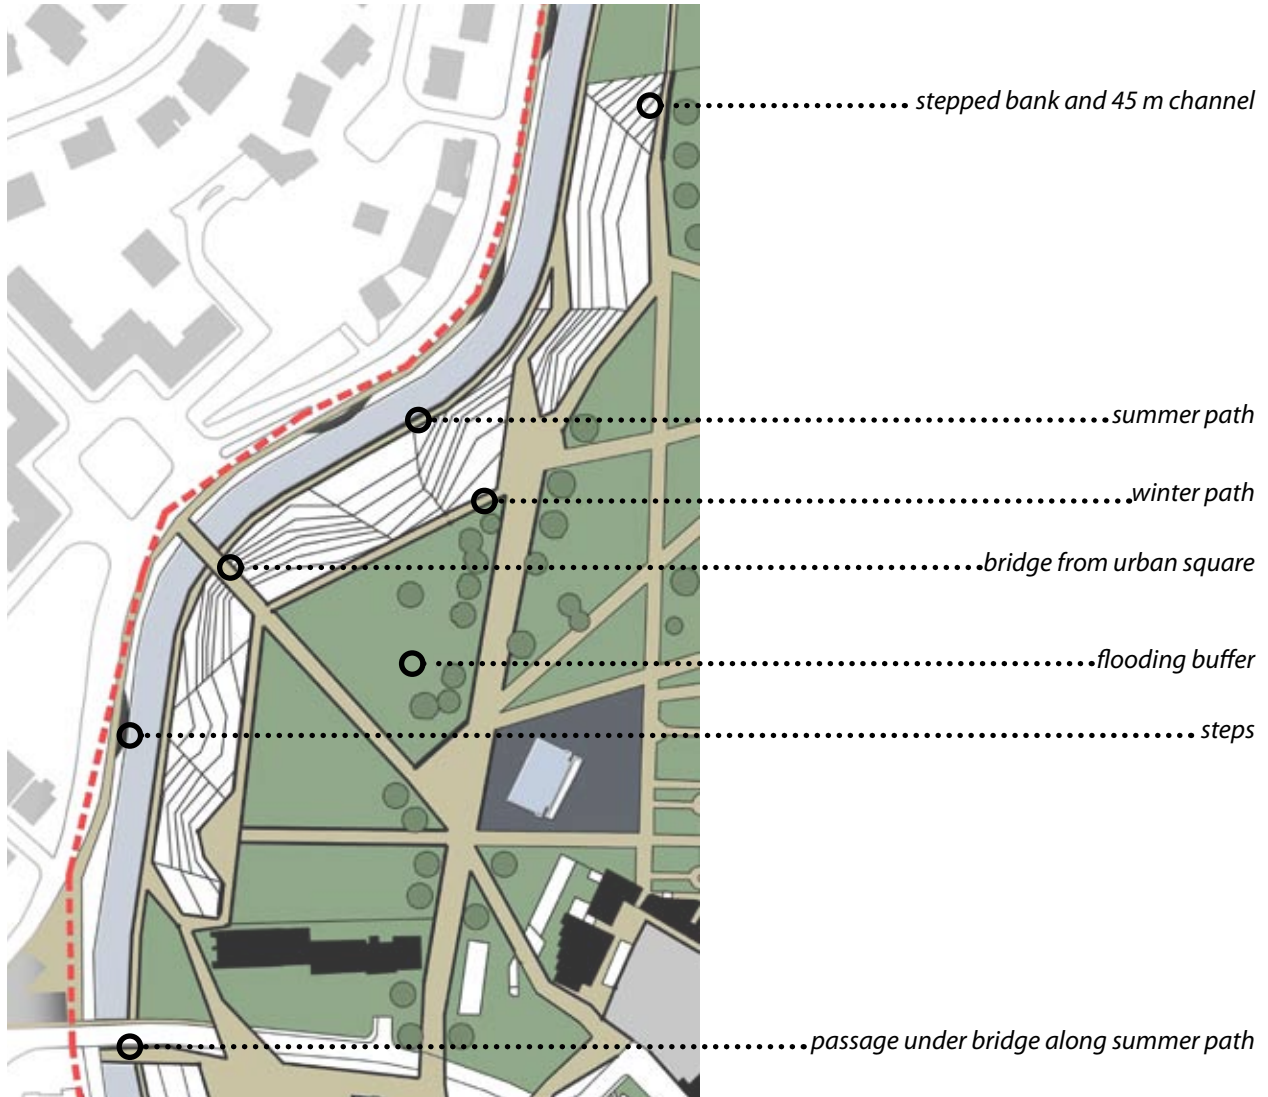 stepped bank and 45 m channel
summer path
winter path
bridge from urban square
flooding buffer
steps
passage under bridge along summer path